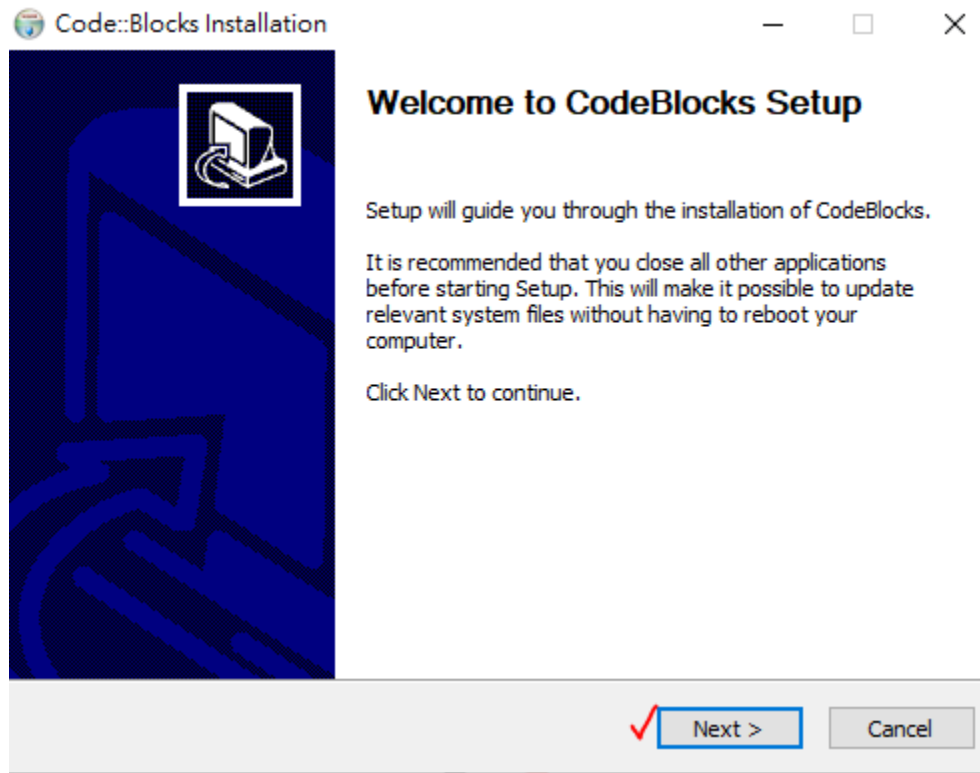 Code::Blocks Installation
Welcome to CodeBlocks Setup
Setup will guide you through the installation of CodeBlocks.
It is recommended that you close all other applications
before starting Setup. This will make it possible to update
relevant system files without having to reboot your
computer.
Click Next to continue.
Next >
Cancel